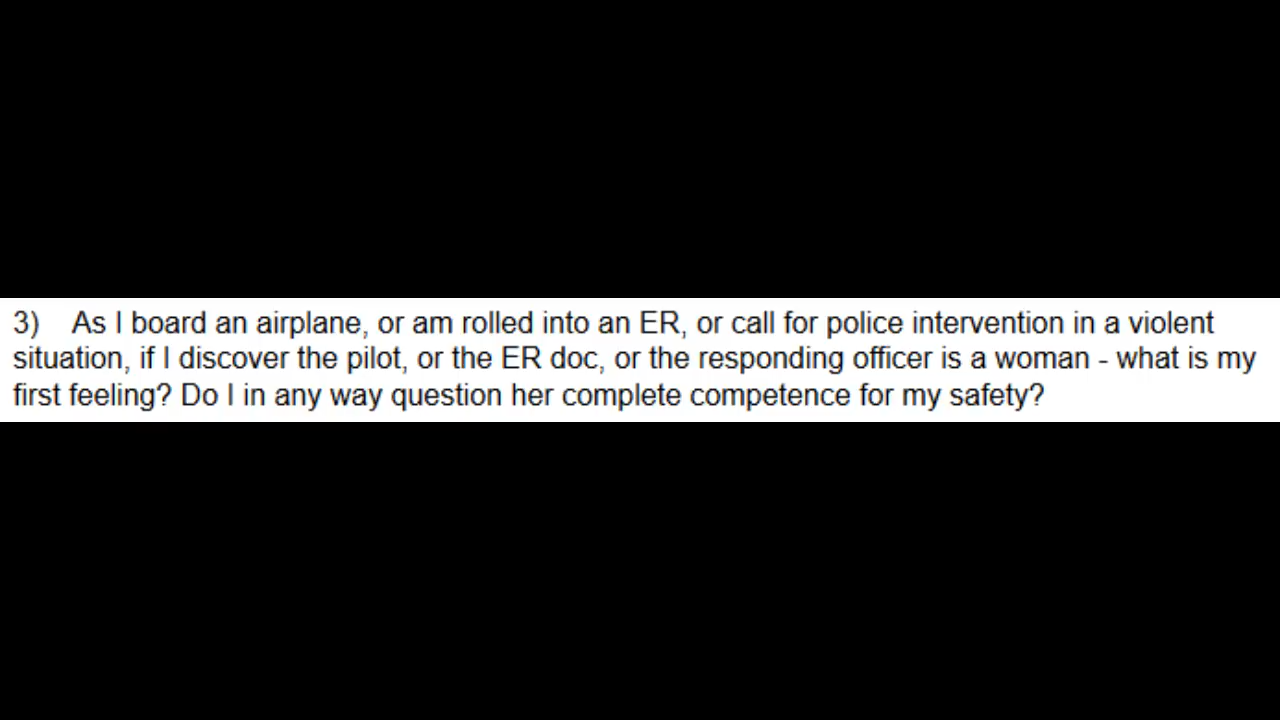 3) As I board an airplane, or am rolled into an ER, or call for police intervention in a violent
situation, if I discover the pilot, or the ER doc, or the responding officer is a woman - what is my
first feeling? Do I in any way question her complete competence for my safety?